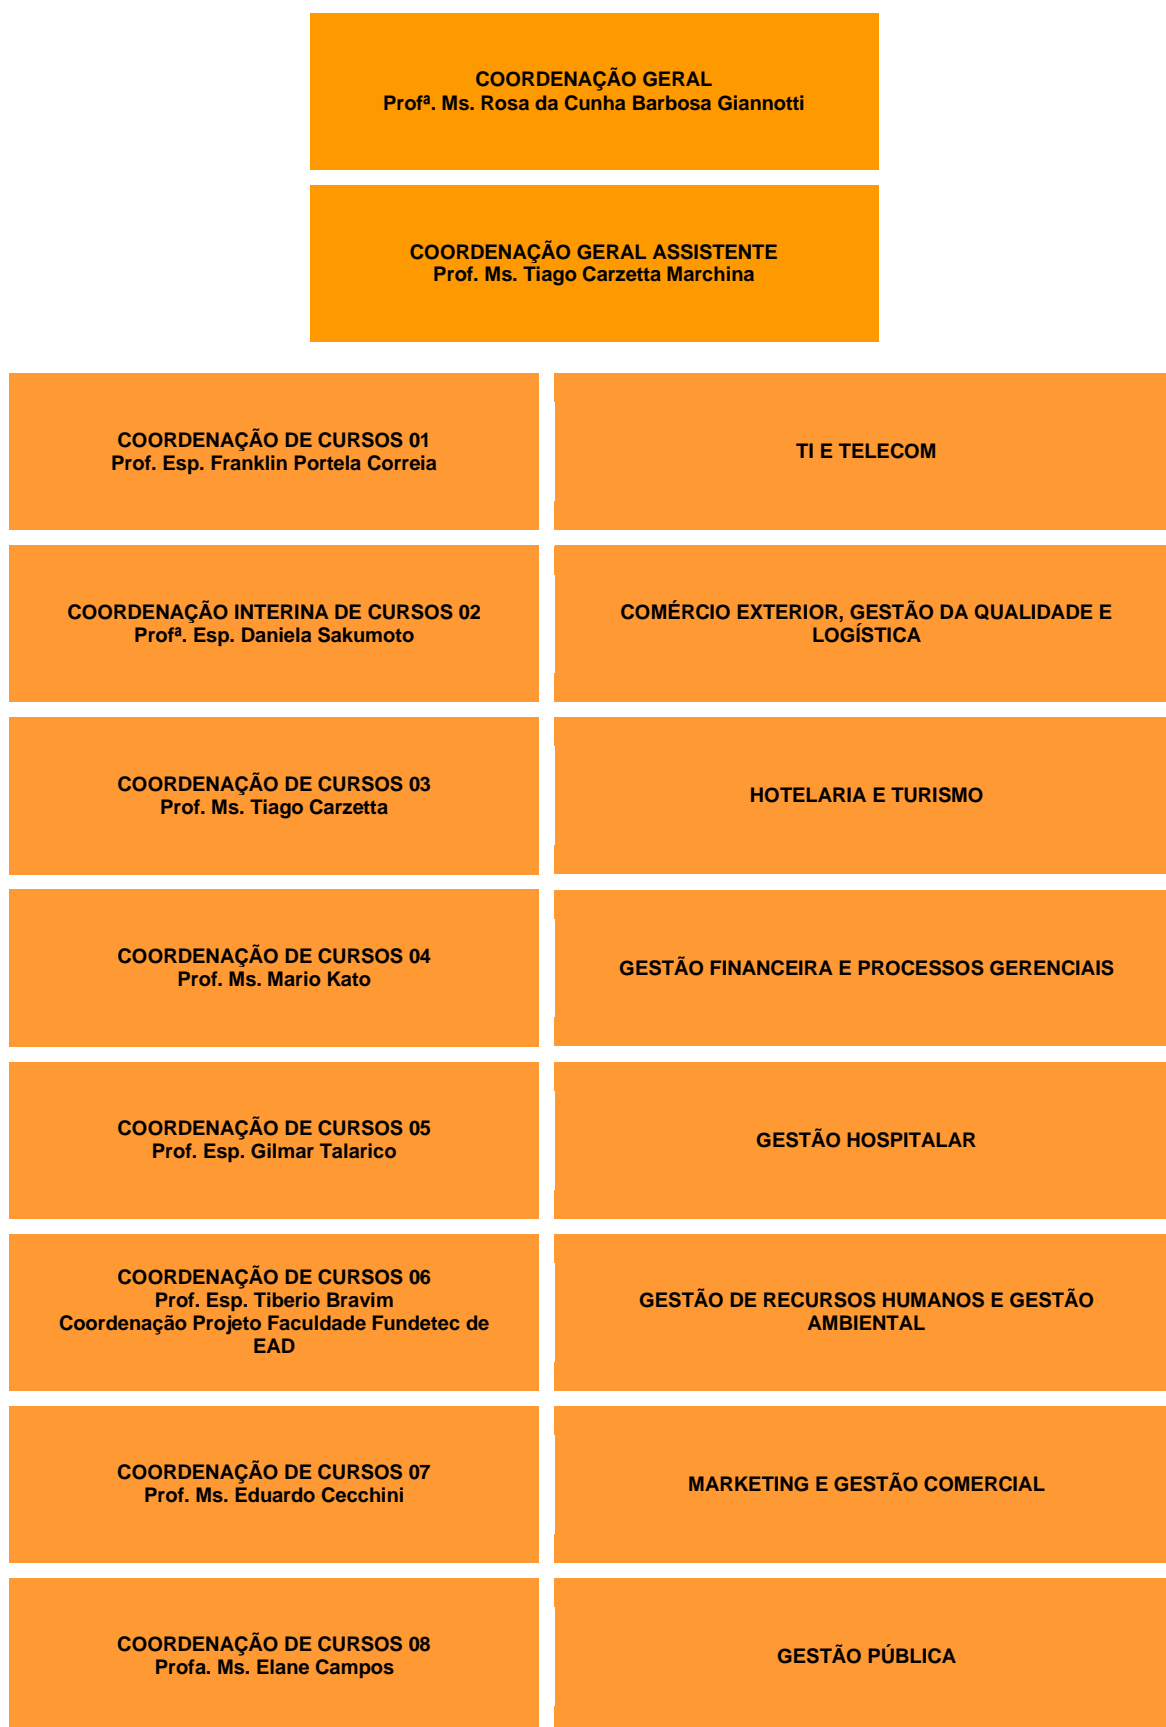 COORDENAÇÃO GERAL
Profª. Ms. Rosa da Cunha Barbosa Giannotti
COORDENAÇÃO GERAL ASSISTENTE
Prof. Ms. Tiago Carzetta Marchina
COORDENAÇÃO DE CURSOS 01
Prof. Esp. Franklin Portela Correia
TI E TELECOM
COORDENAÇÃO INTERINA DE CURSOS 02
Profª. Esp. Daniela Sakumoto
COMÉRCIO EXTERIOR, GESTÃO DA QUALIDADE E
LOGÍSTICA
COORDENAÇÃO DE CURSOS 03
Prof. Ms. Tiago Carzetta
HOTELARIA E TURISMO
COORDENAÇÃO DE CURSOS 04
Prof. Ms. Mario Kato
GESTÃO FINANCEIRA E PROCESSOS GERENCIAIS
COORDENAÇÃO DE CURSOS 05
Prof. Esp. Gilmar Talarico
GESTÃO HOSPITALAR
COORDENAÇÃO DE CURSOS 06
Prof. Esp. Tiberio Bravim
Coordenação Projeto Faculdade Fundetec de
EAD
GESTÃO DE RECURSOS HUMANOS E GESTÃO
AMBIENTAL
COORDENAÇÃO DE CURSOS 07
Prof. Ms. Eduardo Cecchini
MARKETING E GESTÃO COMERCIAL
COORDENAÇÃO DE CURSOS 08
Profa. Ms. Elane Campos
GESTÃO PÚBLICA